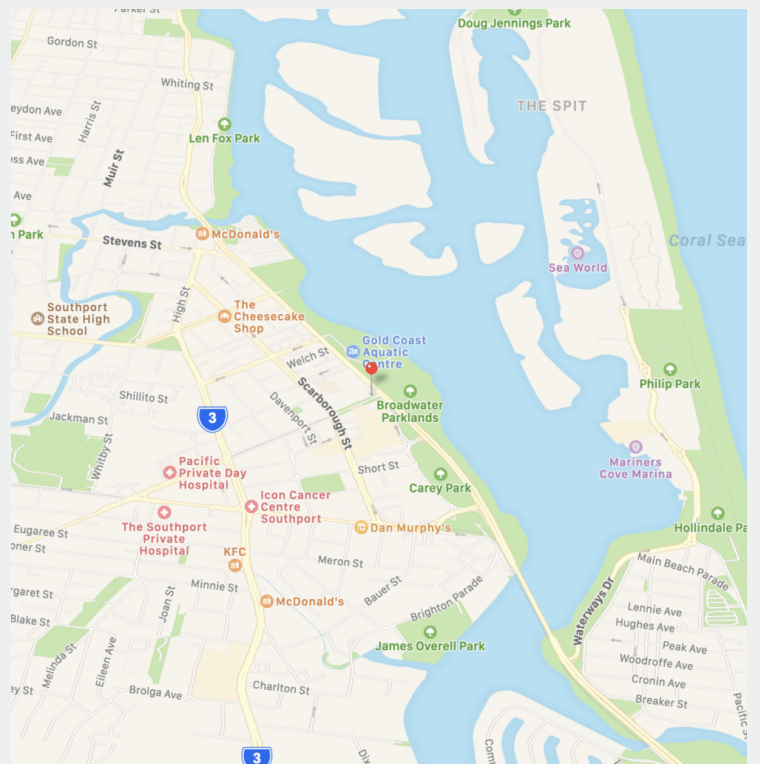 Parker St
Doug Jennings Park
Gordon St
Whiting St
THE SPIT
eydon Ave
Harris St
First Ave
Len Fox Park
oss Ave
Muir St
Ave
n Park
McDonald's
Stevens St
Coral Sea
Sea World
Southport
State High
School
High St
The
Cheesecake
Shop
Gold Coast
Aquatic
Centre
Welch St
Philip Park
Shillito St
Scarborough St
Broadwater
Parklands
Jackman St
3
Davenport St
Whitby St
Mariners
Cove Marina
Pacific
Private Day
Hospital
Short St
Carey Park
Icon Cancer
Centre
Southport
The Southport
Private
Hospital
Dan Murphy's
Hollindale Pa
Eugaree St
oner St
KFC
Meron St
Main Beach Parade
Minnie St
Bauer St
rgaret St
Joan St
McDonald's
Brighton Parade
Waterways Dr
Lennie Ave
Blake St
Hughes Ave
James Overell Park
Peak Ave
Melinda St
Eileen Ave
Woodroffe Ave
Cronin Ave
ey St
Brolga Ave
Charlton St
Breaker St
Pacific S
3
Dix
Comm